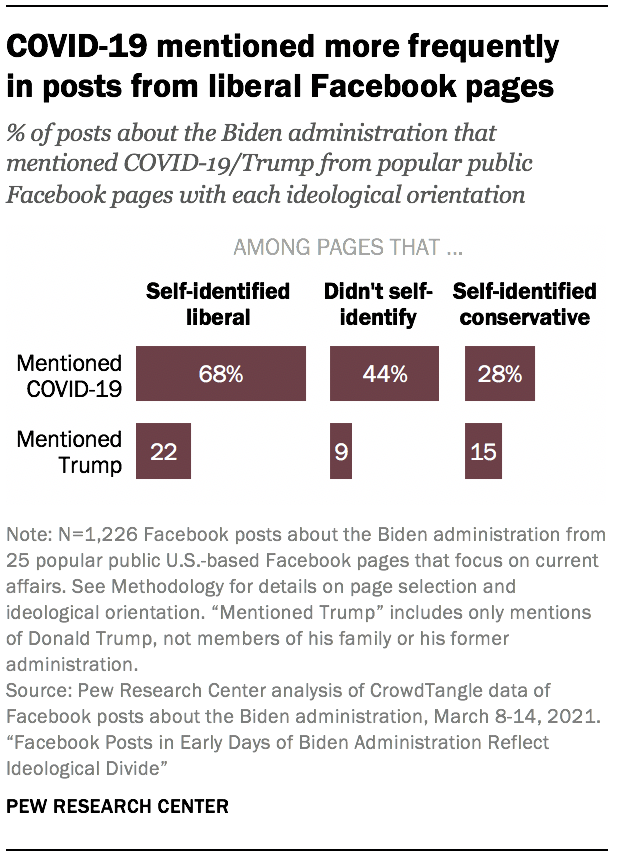 COVID-19 mentioned more frequently
in posts from liberal Facebook pages
% of posts about the Biden administration that
mentioned COVID-19/Trump from popular public
Facebook pages with each ideological orientation
AMONG PAGES THAT ...
Self-identified liberal
Didn't self-identify
Self-identified conservative
Mentioned COVID-19
68%
44%
28%
Mentioned Trump
22
9
15
Note: N=1,226 Facebook posts about the Biden administration from
25 popular public U.S.-based Facebook pages that focus on current
affairs. See Methodology for details on page selection and
ideological orientation. “Mentioned Trump” includes only mentions
of Donald Trump, not members of his family or his former
administration.
Source: Pew Research Center analysis of CrowdTangle data of
Facebook posts about the Biden administration, March 8-14, 2021.
“Facebook Posts in Early Days of Biden Administration Reflect
Ideological Divide”
PEW RESEARCH CENTER